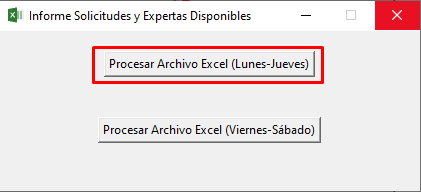 Informe Solicitudes y Expertas Disponibles
Procesar Archivo Excel (Lunes-Jueves)
Procesar Archivo Excel (Viernes-Sábado)